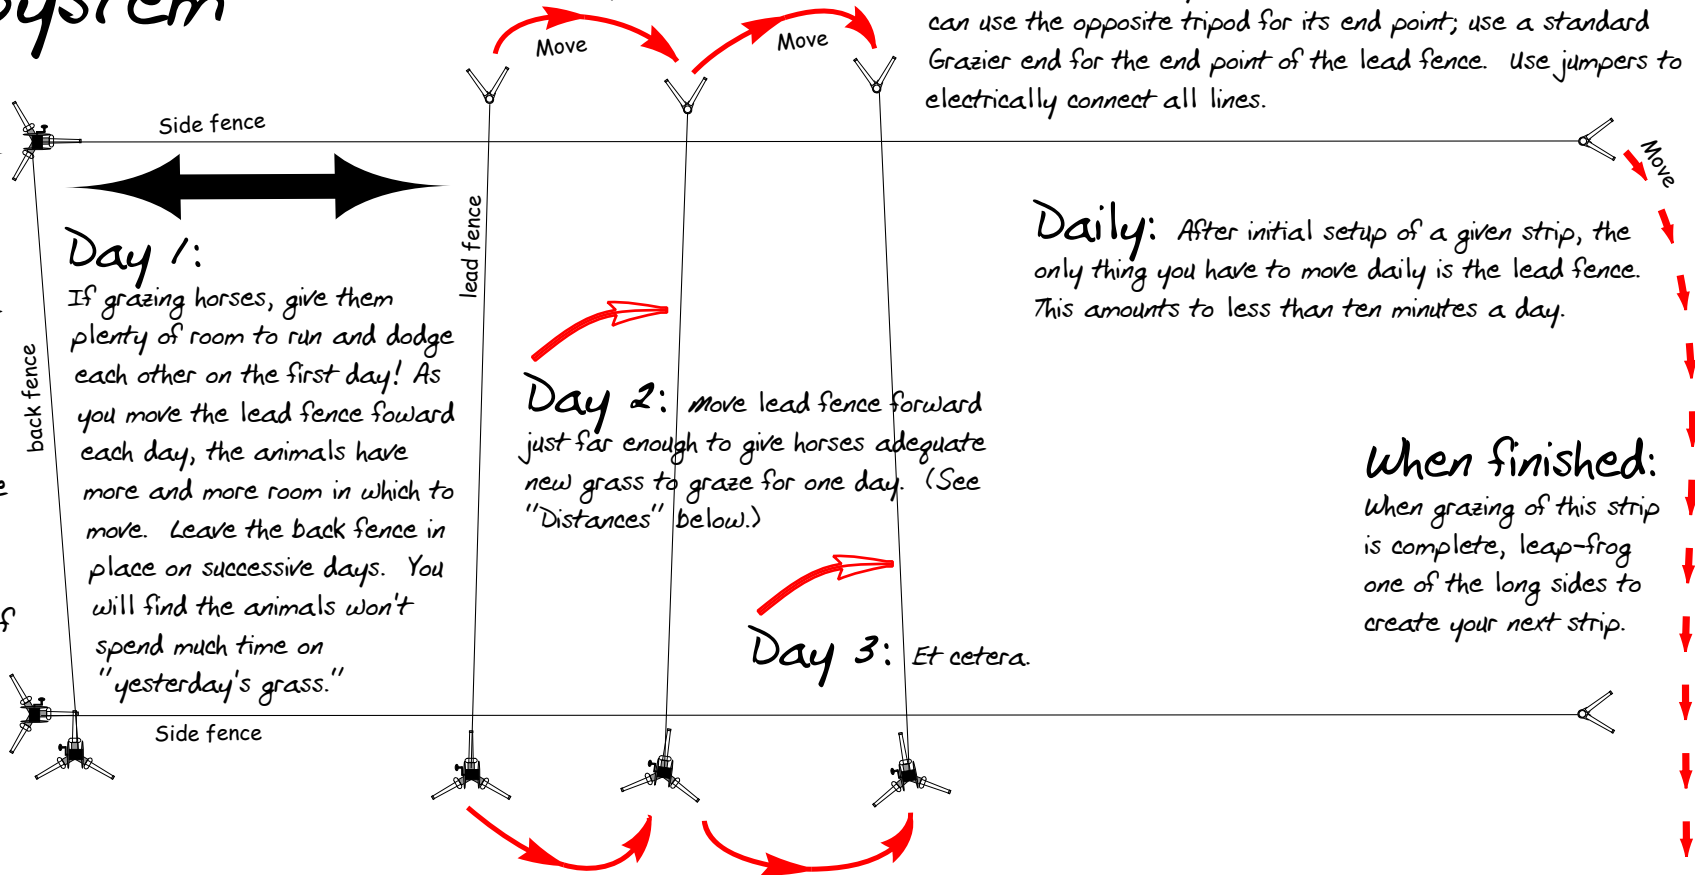 System
can use the opposite tripod for its end point; use a standard
Grazier end for the end point of the lead fence. Use jumpers to
electrically connect all lines.
Move
Move
Side fence
Move
lead fence
back fence
Day 1:
If grazing horses, give them
plenty of room to run and dodge
each other on the first day! As
you move the lead fence foward
each day, the animals have
more and more room in which to
move. Leave the back fence in
place on successive days. You
will find the animals won't
spend much time on
"yesterday's grass."
Daily: After initial setup of a given strip, the
only thing you have to move daily is the lead fence.
This amounts to less than ten minutes a day.
Day 2: Move lead fence forward
just far enough to give horses adequate
new grass to graze for one day. (See
"Distances" below.)
When finished:
When grazing of this strip
is complete, leap-frog
one of the long sides to
create your next strip.
Day 3: Et cetera.
Side fence